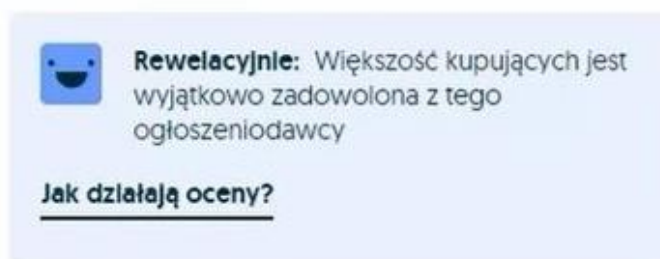 Rewelacyjnie: Większość kupujących jest
wyjątkowo zadowolona z tego
ogłoszeniodawcy
Jak działają oceny?